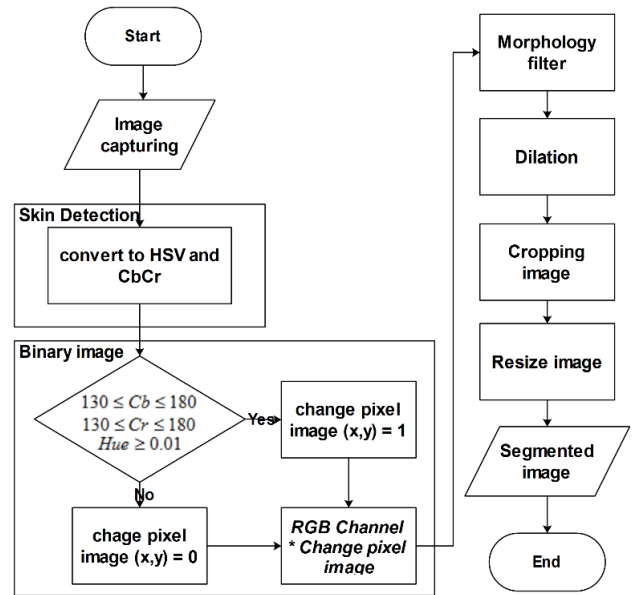 Start
Image
capturing
Skin Detection
convert to HSV and
CbCr
Binary image
130 ≤ Cb ≤ 180
130 ≤ Cr ≤ 180
Hue ≥ 0.01
Yes
change pixel
image (x,y) = 1
No
chage pixel
image (x,y) = 0
RGB Channel
* Change pixel
image
Morphology
filter
Dilation
Cropping
image
Resize image
Segmented
image
End